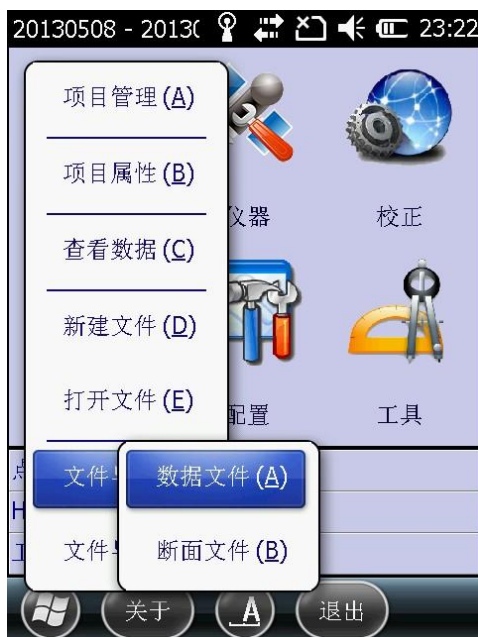 20130508 - 2013
23:22
项目管理(A)
项目属性(B)
仪器
校正
查看数据(C)
新建文件(D)
打开文件(E)
配置
工具
文件
数据文件(A)
H
文件
断面文件(B)
关于
A
退出